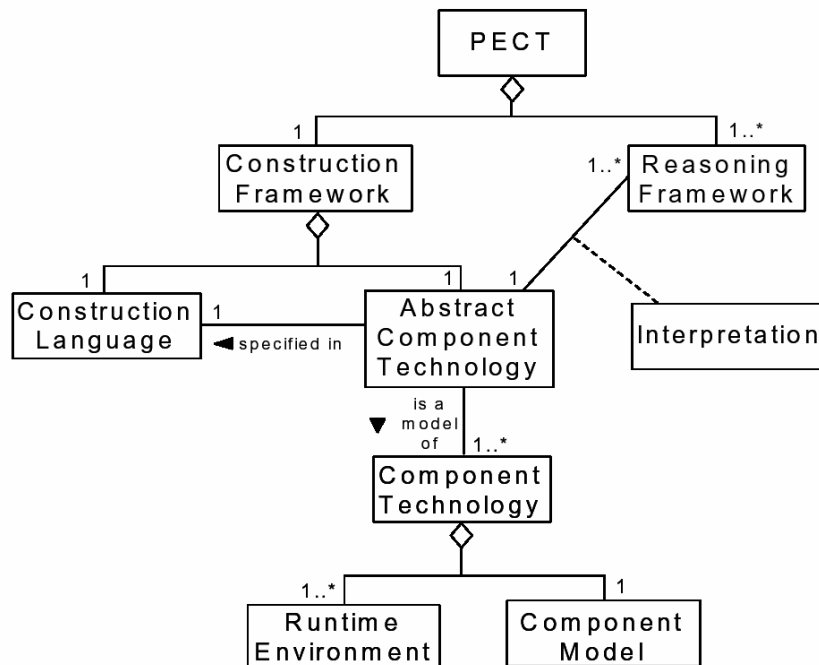 PECT
1
1..*
Construction
Framework
1..*
Reasoning
Framework
1
1
1
Construction
Language
1
specified in
Abstract
Component
Technology
Interpretation
is a
model
of
1..*
Component
Technology
1..*
1
Runtime
Environment
Component
Model